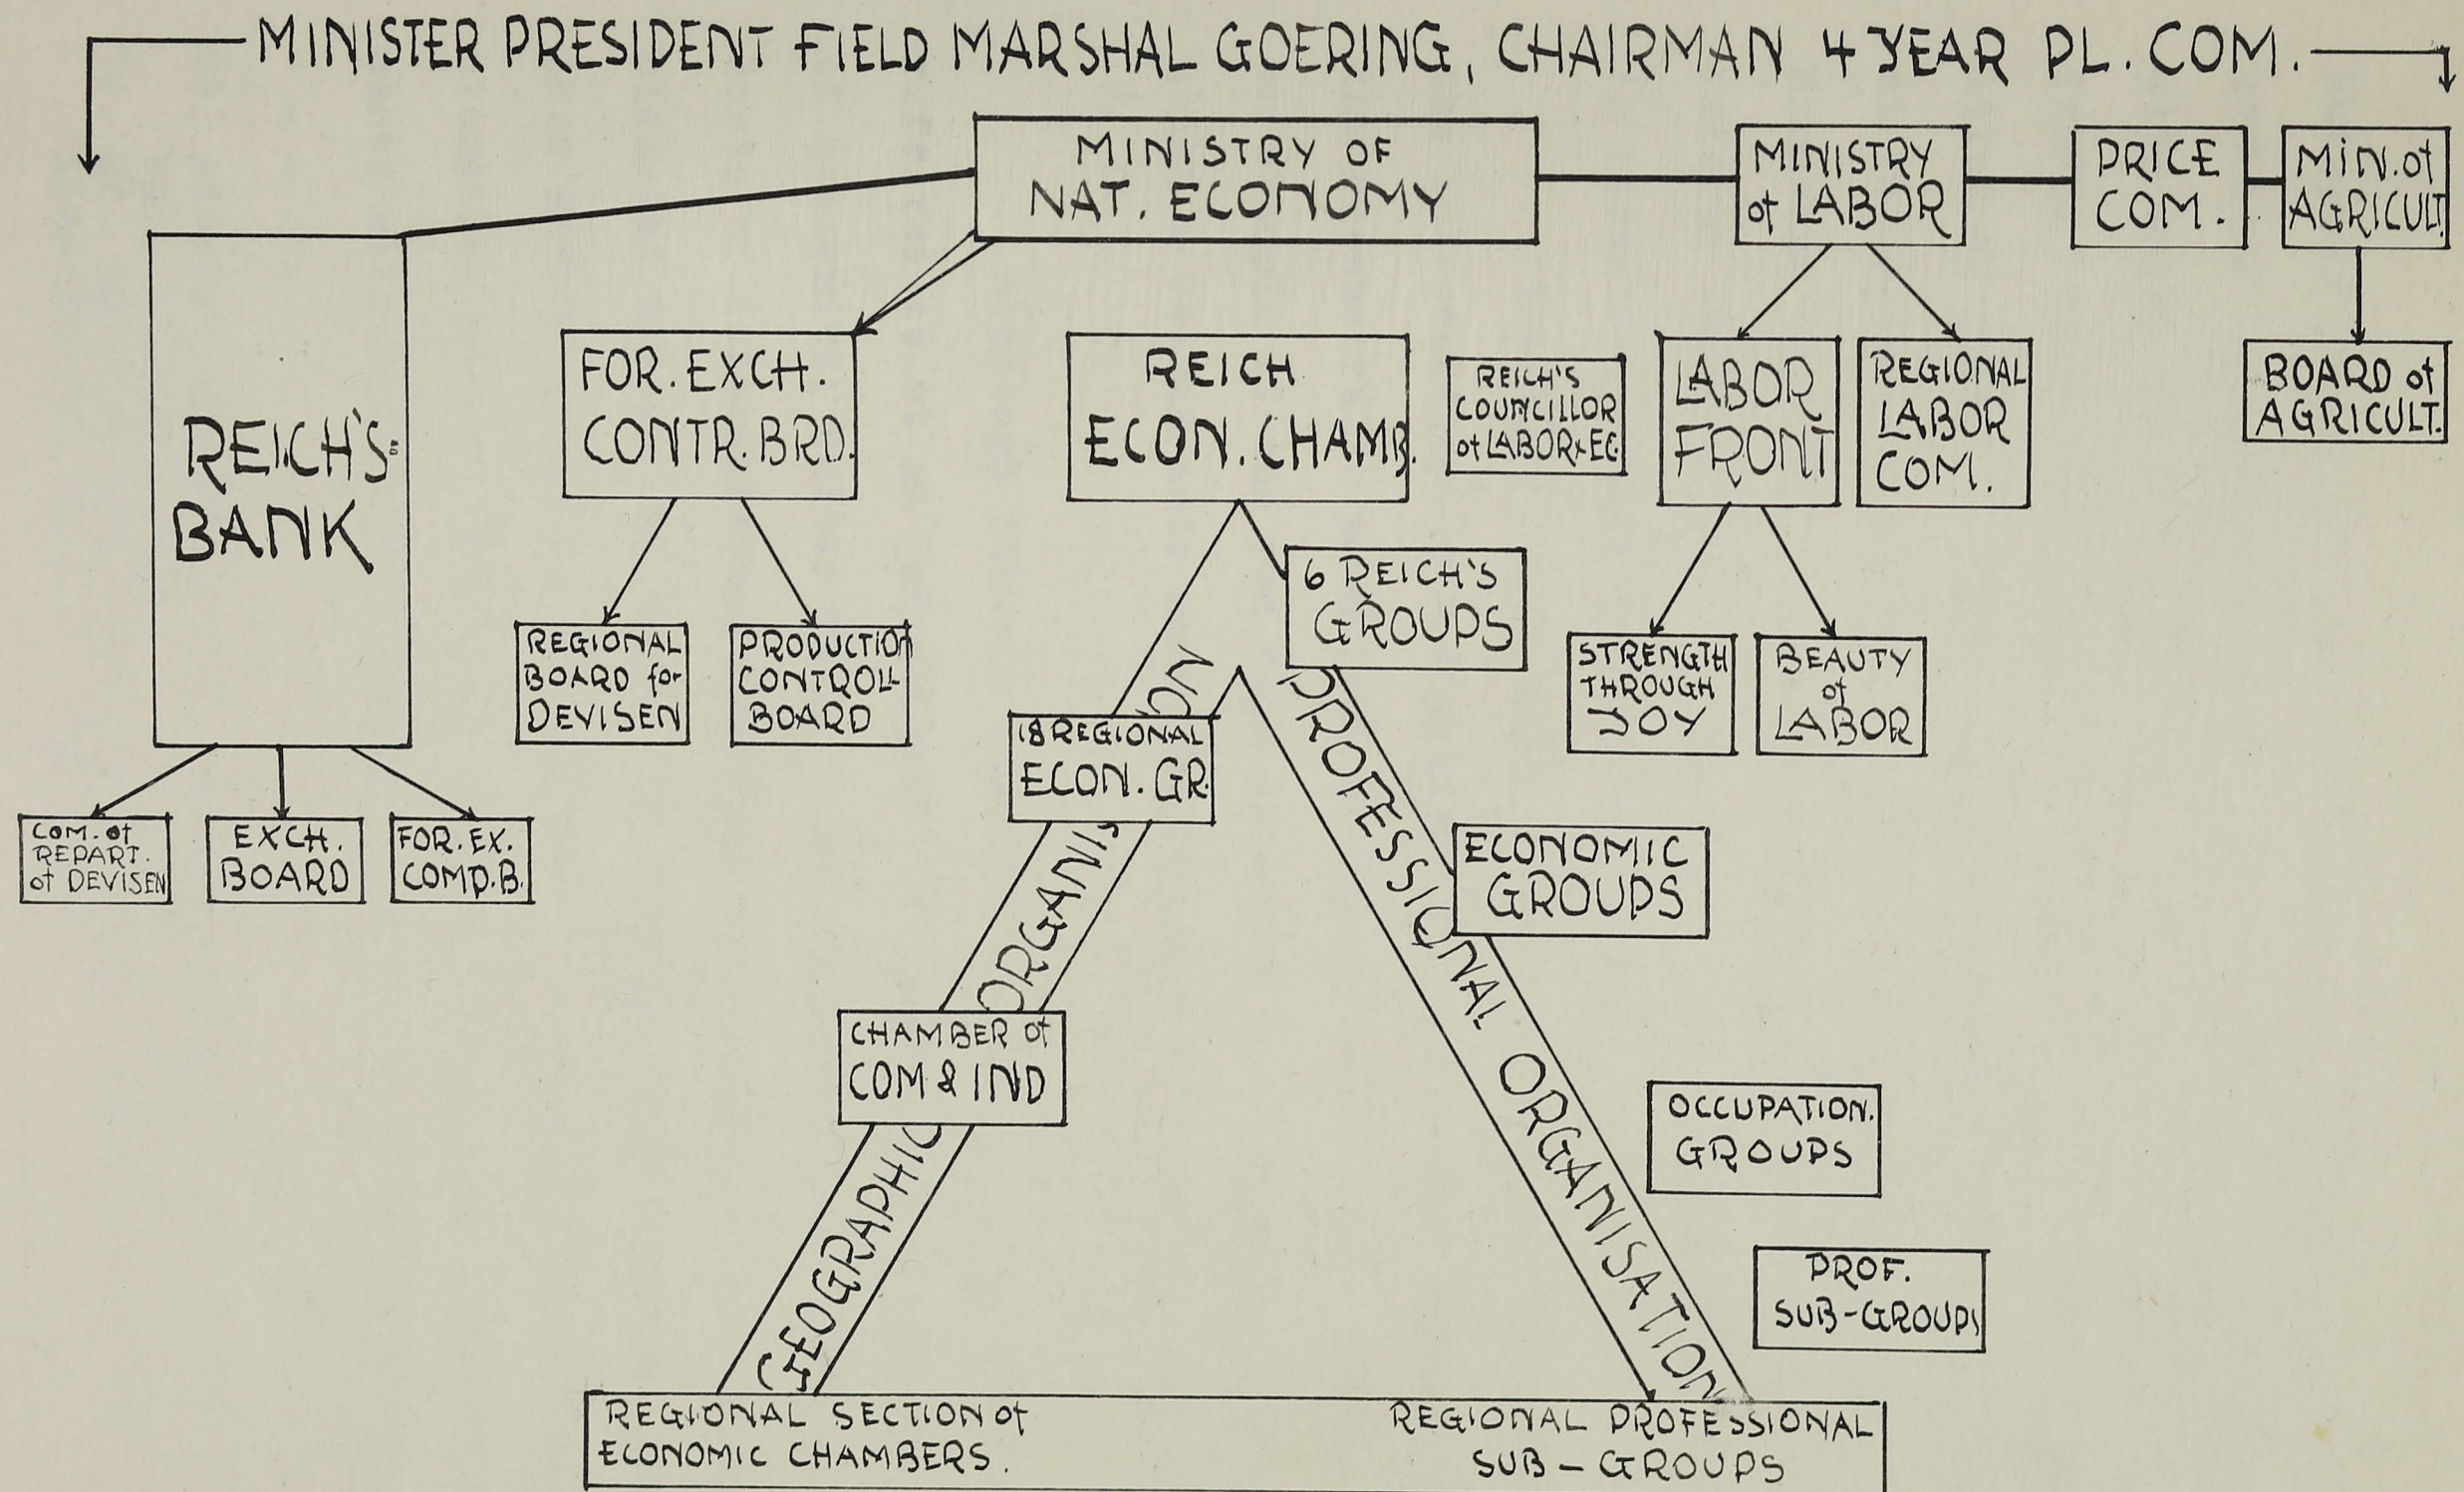 MINISTER PRESIDENT FIELD MARSHAL GOERING, CHAIRMAN 4 YEAR PL. COM.
MINISTRY OF
NAT. ECONOMY
MINISTRY
of LABOR
PRICE
COM.
MIN. of
AGRICULT.
REICH'S=
BANK
FOR. EXCH.
CONTR. BRD.
REICH
ECON. CHAMB.
REICH'S
COUNCILLOR
of LABOR & EC.
LABOR
FRONT
REGIONAL
LABOR
COM.
BOARD of
AGRICULT.
6 REICH'S
GROUPS
REGIONAL
BOARD for
DEVISEN
PRODUCTION
CONTROLL
BOARD
STRENGTH
THROUGH
JOY
BEAUTY
of
LABOR
18 REGIONAL
ECON. GR.
COM. of
REPART.
of DEVISEN
EXCH.
BOARD
FOR. EX.
COMP. B.
ECONOMIC
GROUPS
CHAMBER of
COM & IND
GEOGRAPHIC ORGANIS ON
PROFESSIONAL ORGANISATION
OCCUPATION.
GROUPS
PROF.
SUB-GROUPS
REGIONAL SECTION of
ECONOMIC CHAMBERS.
REGIONAL PROFESSIONAL
SUB - GROUPS